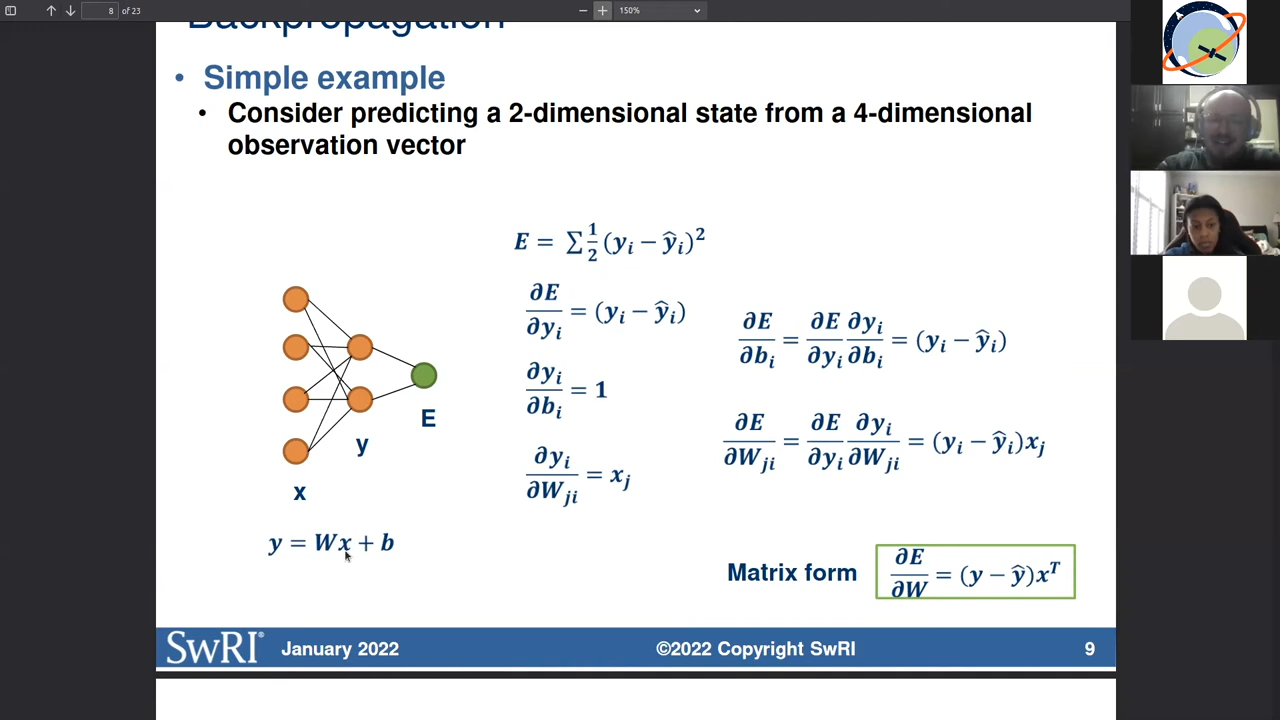 8 of 23
150%
Backpropagation
• Simple example
• Consider predicting a 2-dimensional state from a 4-dimensional
observation vector
E = ∑ 1/2 (yᵢ − ŷᵢ)²
∂E/∂yᵢ = (yᵢ − ŷᵢ)
∂yᵢ/∂bᵢ = 1
∂yᵢ/∂Wⱼᵢ = xⱼ
∂E/∂bᵢ = ∂E/∂yᵢ ∂yᵢ/∂bᵢ = (yᵢ − ŷᵢ)
∂E/∂Wⱼᵢ = ∂E/∂yᵢ ∂yᵢ/∂Wⱼᵢ = (yᵢ − ŷᵢ)xⱼ
E
y
x
y = Wx + b
Matrix form
∂E/∂W = (y − ŷ)xᵀ
SwRI® January 2022 ©2022 Copyright SwRI 9